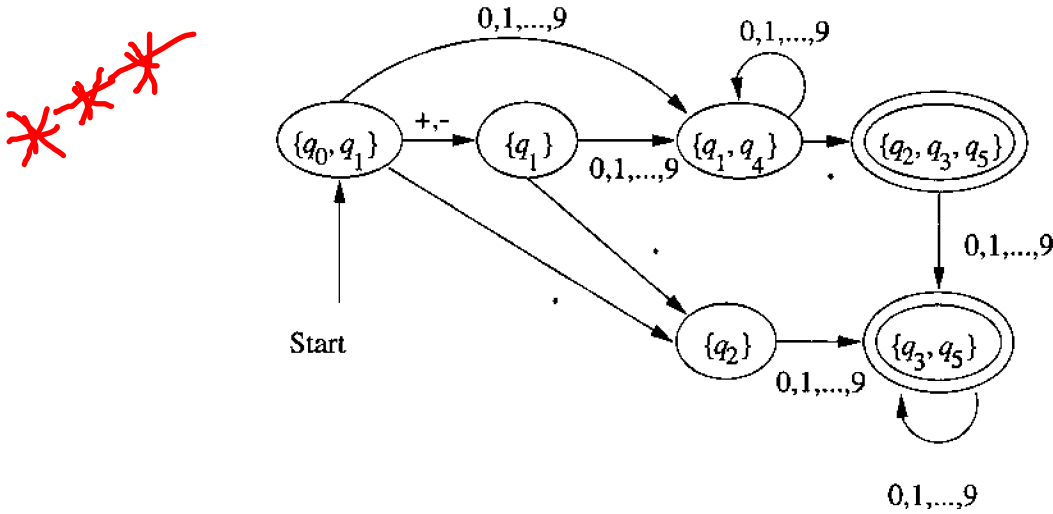 0,1,...,9
0,1,...,9
{q0, q1}
+,-
{q1}
0,1,...,9
{q1, q4}
.
{q2, q3, q5}
0,1,...,9
.
.
Start
{q2}
0,1,...,9
{q3, q5}
0,1,...,9